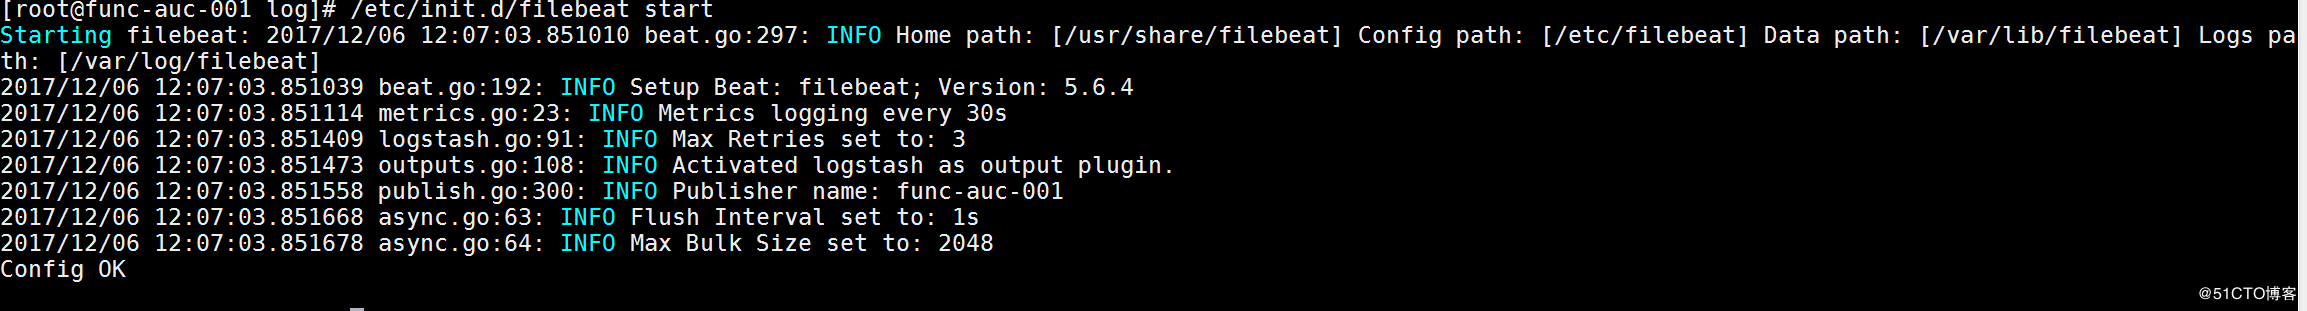 [root@func-auc-001 log]# /etc/init.d/filebeat start
Starting filebeat: 2017/12/06 12:07:03.851010 beat.go:297: INFO Home path: [/usr/share/filebeat] Config path: [/etc/filebeat] Data path: [/var/lib/filebeat] Logs pa
th: [/var/log/filebeat]
2017/12/06 12:07:03.851039 beat.go:192: INFO Setup Beat: filebeat; Version: 5.6.4
2017/12/06 12:07:03.851114 metrics.go:23: INFO Metrics logging every 30s
2017/12/06 12:07:03.851409 logstash.go:91: INFO Max Retries set to: 3
2017/12/06 12:07:03.851473 outputs.go:108: INFO Activated logstash as output plugin.
2017/12/06 12:07:03.851558 publish.go:300: INFO Publisher name: func-auc-001
2017/12/06 12:07:03.851668 async.go:63: INFO Flush Interval set to: 1s
2017/12/06 12:07:03.851678 async.go:64: INFO Max Bulk Size set to: 2048
Config OK
@51CTO博客